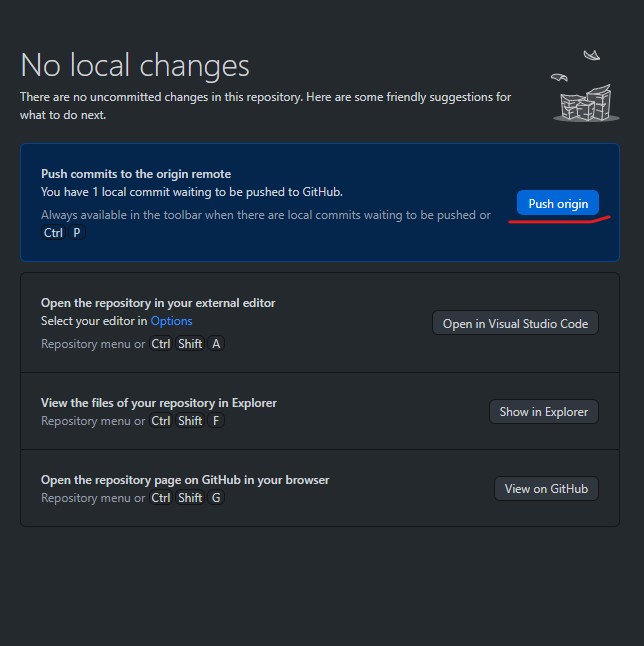 No local changes
There are no uncommitted changes in this repository. Here are some friendly suggestions for
what to do next.
Push commits to the origin remote
You have 1 local commit waiting to be pushed to GitHub.
Always available in the toolbar when there are local commits waiting to be pushed or
Ctrl P
Push origin
Open the repository in your external editor
Select your editor in Options
Repository menu or Ctrl Shift A
Open in Visual Studio Code
View the files of your repository in Explorer
Repository menu or Ctrl Shift F
Show in Explorer
Open the repository page on GitHub in your browser
Repository menu or Ctrl Shift G
View on GitHub